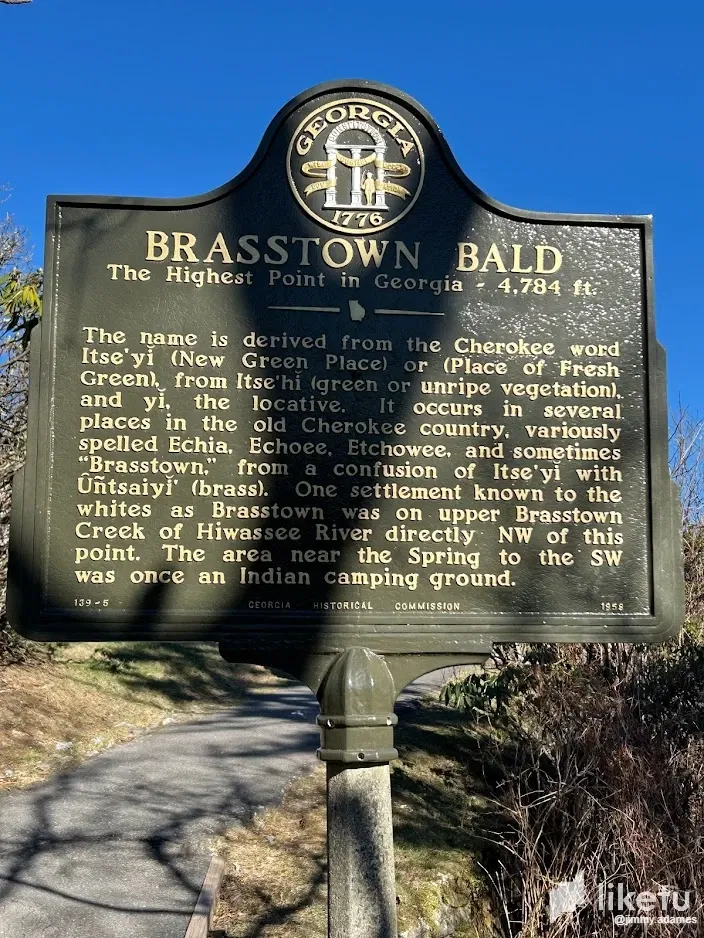 GEORGIA
1776
BRASSTOWN BALD
The Highest Point in Georgia - 4,784 ft.
The name is derived from the Cherokee word
Itse'yĭ (New Green Place) or (Place of Fresh
Green), from Itse'hĭ (green or unripe vegetation),
and yĭ, the locative. It occurs in several
places in the old Cherokee country, variously
spelled Echia, Echoee, Etchowee, and sometimes
“Brasstown,” from a confusion of Itse'yĭ with
Ûñtsaiyĭ' (brass). One settlement known to the
whites as Brasstown was on upper Brasstown
Creek of Hiwassee River directly NW of this
point. The area near the Spring to the SW
was once an Indian camping ground.
139-5 GEORGIA HISTORICAL COMMISSION 1958
likefu
@jimmy.adames